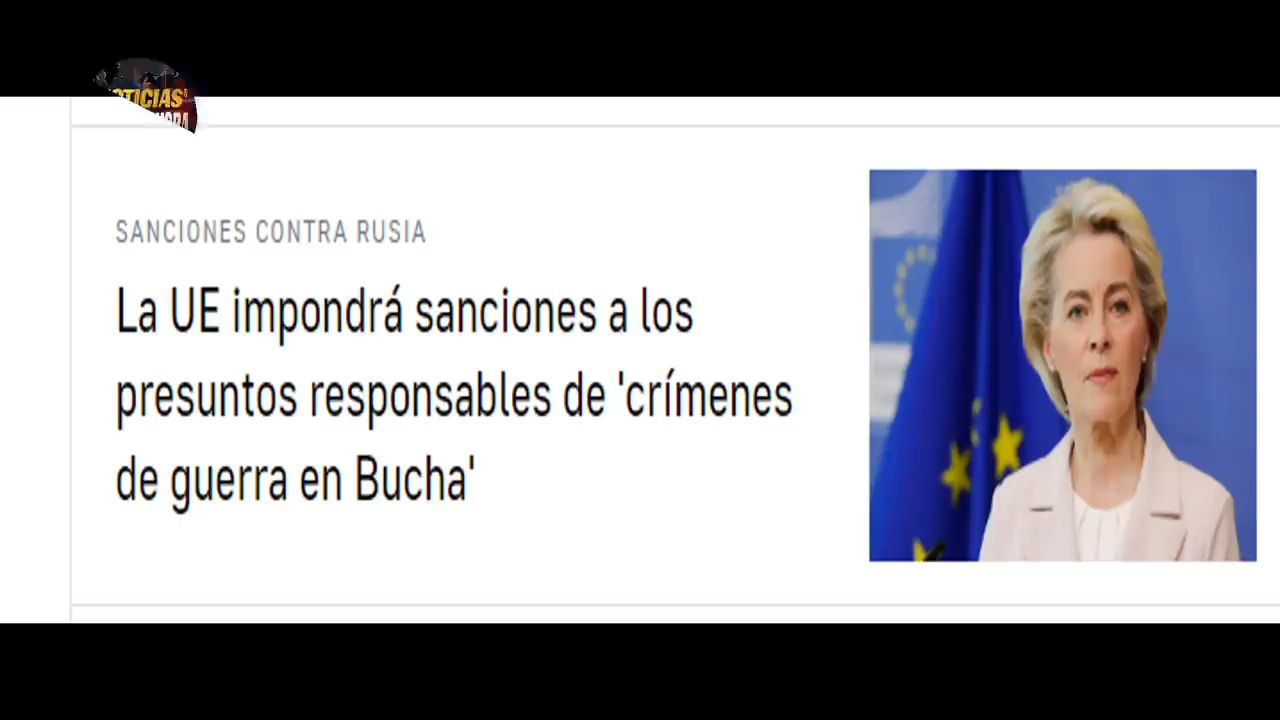 SANCIONES CONTRA RUSIA
La UE impondrá sanciones a los
presuntos responsables de 'crímenes
de guerra en Bucha'